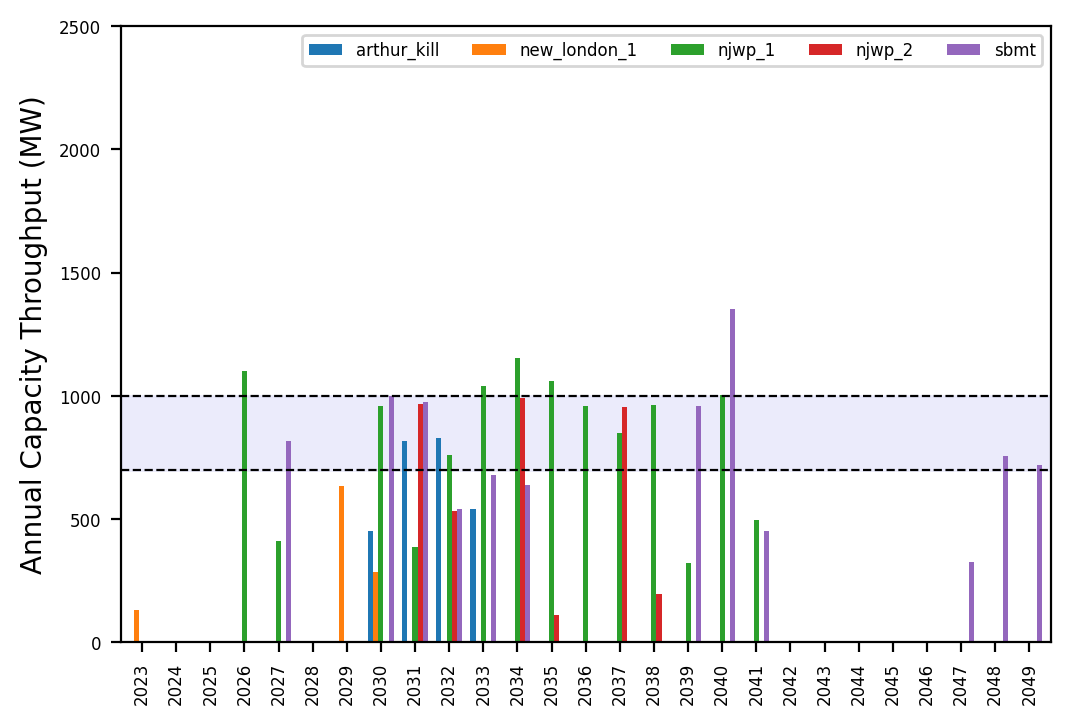 2500
arthur_kill new_london_1 njwp_1 njwp_2 sbmt
2000
1500
1000
500
0
Annual Capacity Throughput (MW)
2023 2024 2025 2026 2027 2028 2029 2030 2031 2032 2033 2034 2035 2036 2037 2038 2039 2040 2041 2042 2043 2044 2045 2046 2047 2048 2049